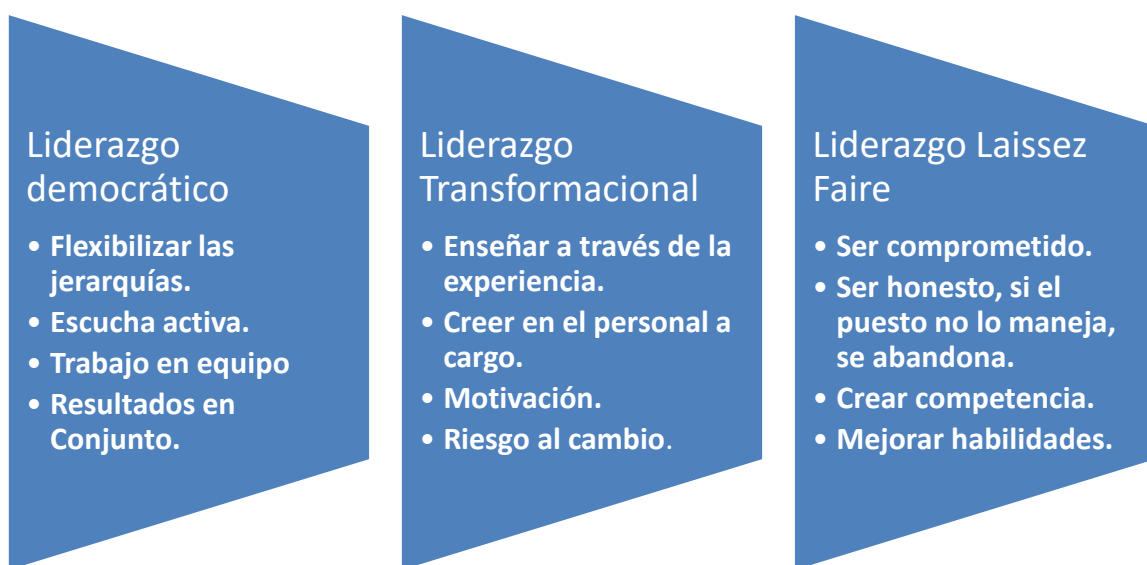 Liderazgo
democrático
• Flexibilizar las
jerarquías.
• Escucha activa.
• Trabajo en equipo
• Resultados en
Conjunto.
Liderazgo
Transformacional
• Enseñar a través de la
experiencia.
• Creer en el personal a
cargo.
• Motivación.
• Riesgo al cambio.
Liderazgo Laissez
Faire
• Ser comprometido.
• Ser honesto, si el
puesto no lo maneja,
se abandona.
• Crear competencia.
• Mejorar habilidades.